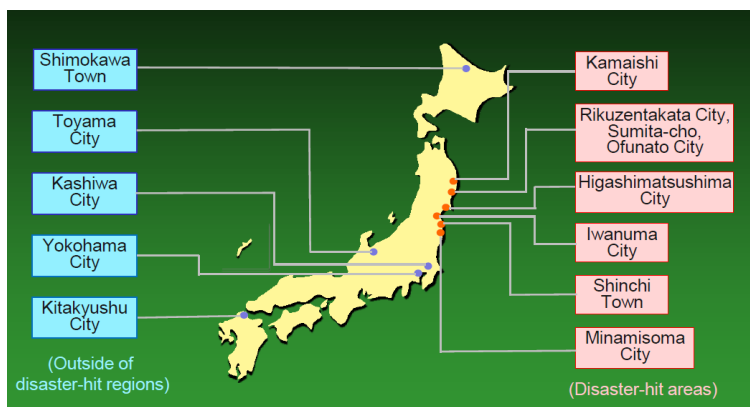 Shimokawa
Town
Toyama
City
Kashiwa
City
Yokohama
City
Kitakyushu
City
(Outside of
disaster-hit regions)
Kamaishi
City
Rikuzentakata City,
Sumita-cho,
Ofunato City
Higashimatsushima
City
Iwanuma
City
Shinchi
Town
Minamisoma
City
(Disaster-hit areas)